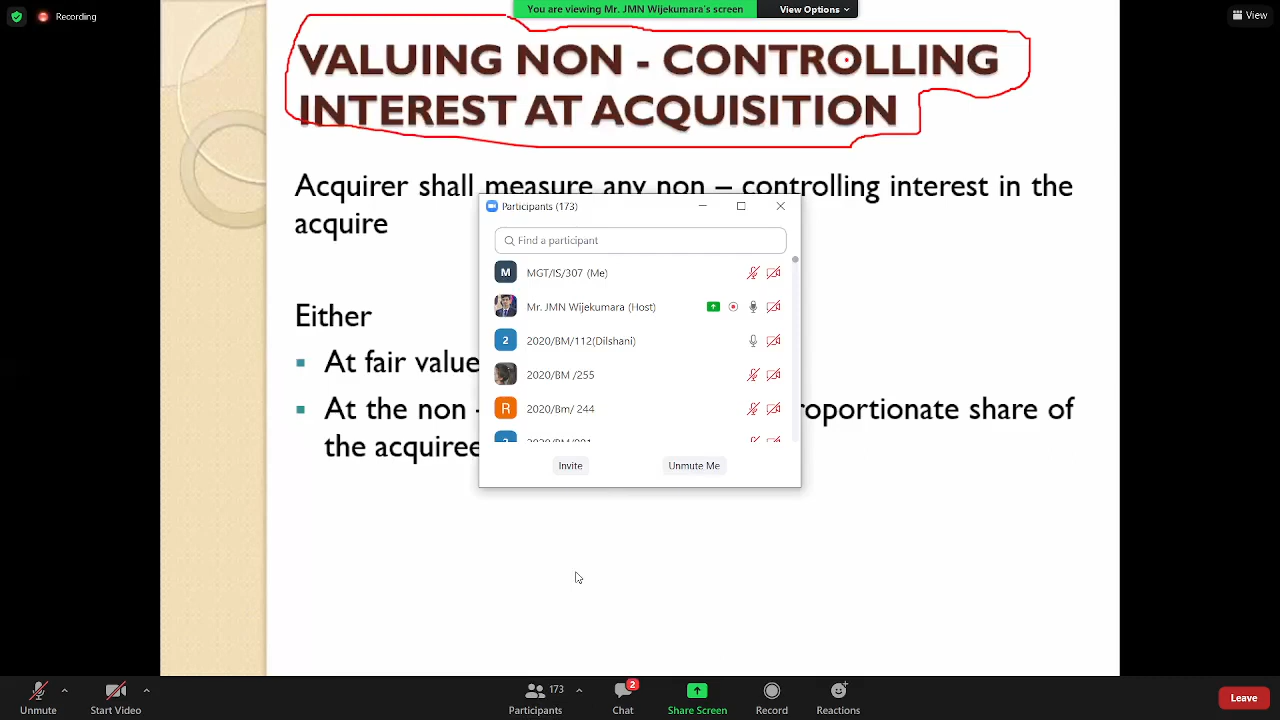 You are viewing Mr. JMN Wijekumara's screen View Options
Recording
View
VALUING NON - CONTROLLING
INTEREST AT ACQUISITION
Acquirer shall measure any non – controlling interest in the
acquire
Participants (173)
Find a participant
M MGT/IS/307 (Me)
Mr. JMN Wijekumara (Host)
2 2020/BM/112(Dilshani)
2020/BM /255
R 2020/Bm/ 244
Invite Unmute Me
Either
At fair value
At the non roportionate share of
the acquiree
Unmute
Start Video
173
Participants
2
Chat
Share Screen
Record
Reactions
Leave